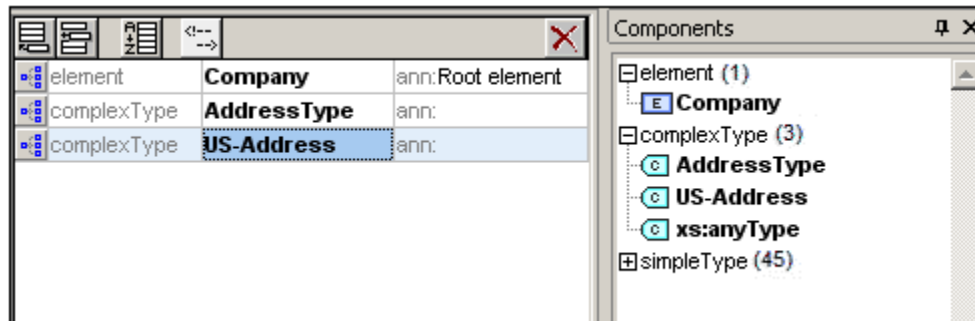 A
Z
<!--
-->
element Company ann:Root element
complexType AddressType ann:
complexType US-Address ann:
Components
element (1)
E Company
complexType (3)
C AddressType
C US-Address
C xs:anyType
simpleType (45)